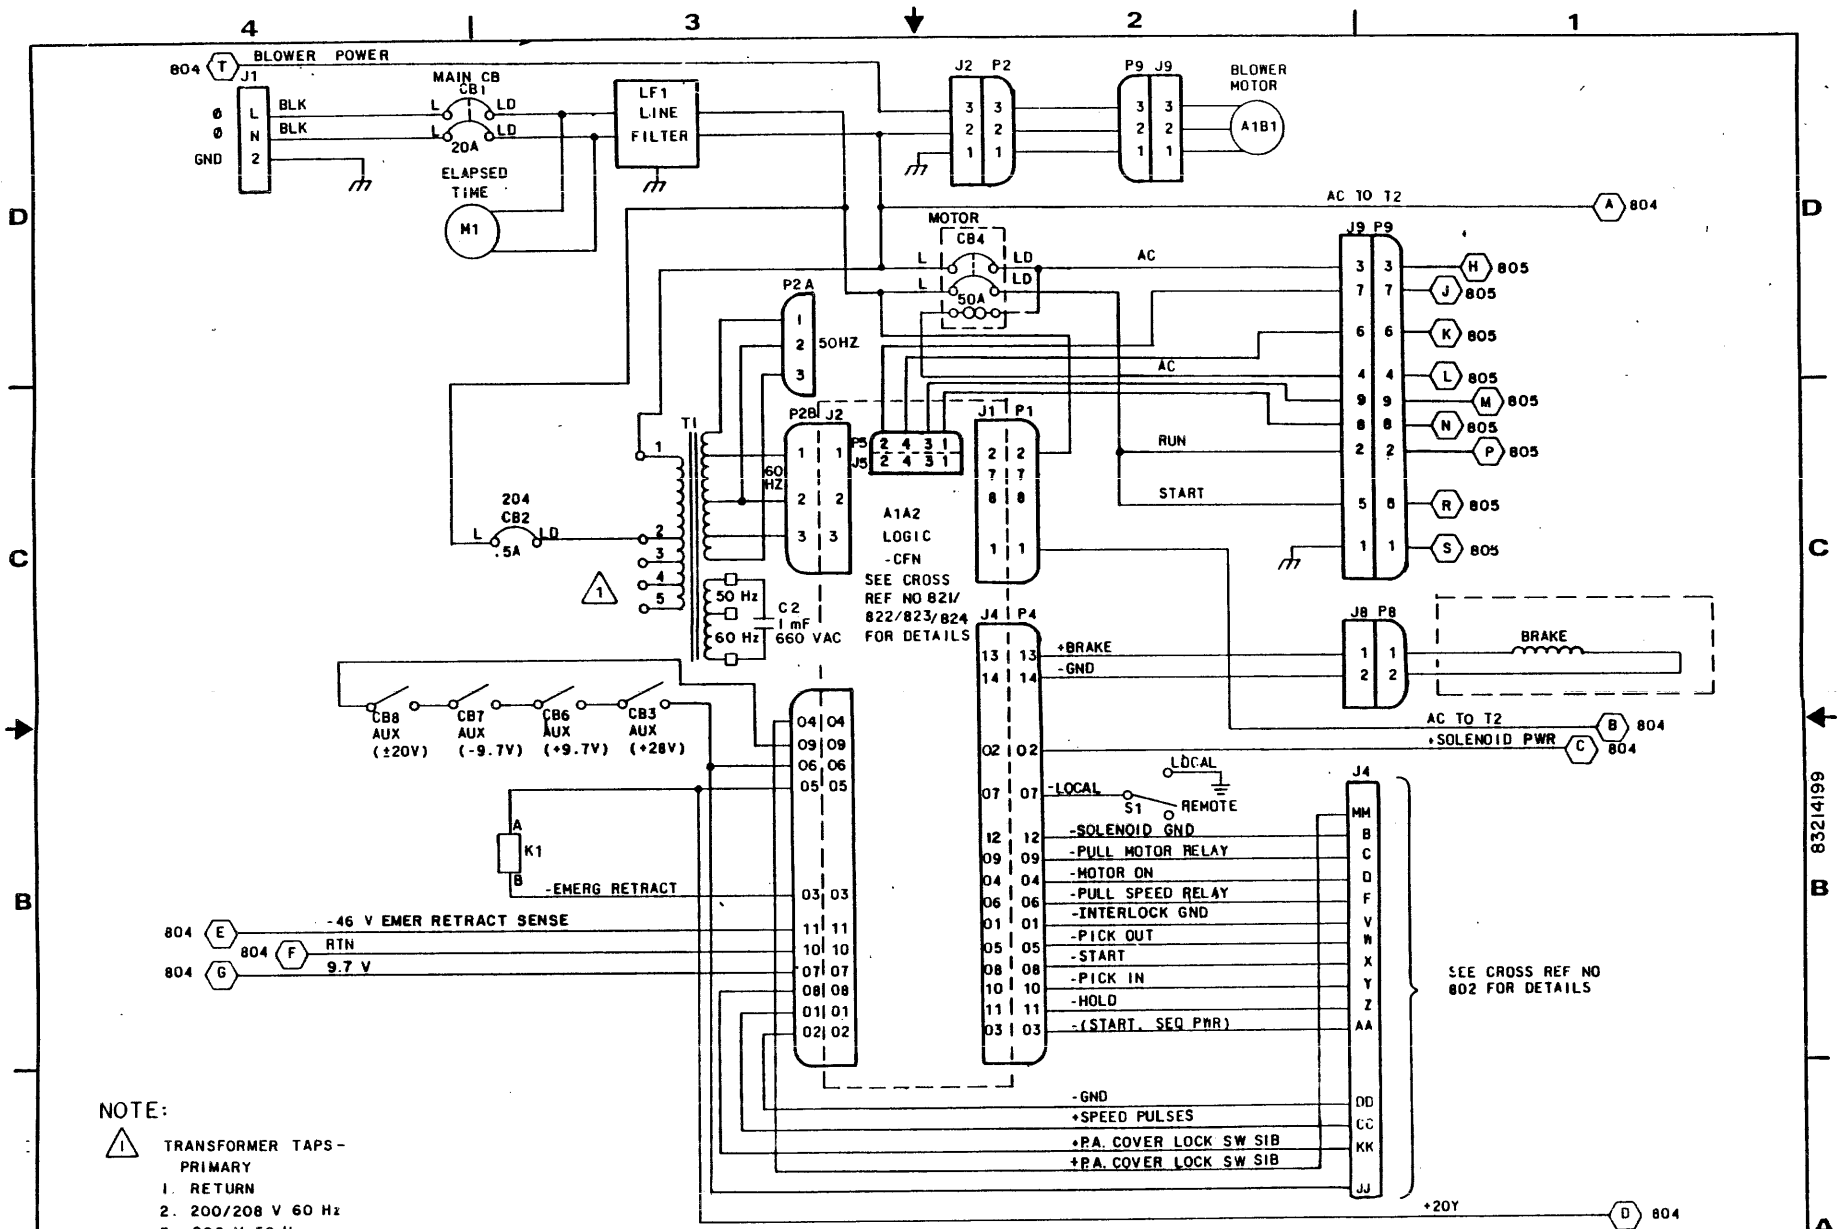 4 3 2 1
804 T BLOWER POWER
J1
MAIN CB
CB1
Ø L BLK L LD
Ø N BLK L LD
GND 2
20A
LF1
LINE
FILTER
ELAPSED
TIME
M1
J2 P2
3 3
2 2
1 1
P9 J9
3 3
2 2
1 1
BLOWER
MOTOR
A1B1
D D
AC TO T2 A 804
MOTOR
CB4
L LD
L LD
50A
AC
J9 P9
3 3 H 805
7 7 J 805
6 6 K 805
AC
4 4 L 805
9 9 M 805
8 8 N 805
RUN
2 2 P 805
START
5 8 R 805
1 1 S 805
P2A
1
2
3
50HZ
T1
1
2
3
4
5
204
CB2
L LD
.5A
1
P2B J2
60
HZ
1 1
2 2
3 3
P5 2 4 3 1
J5 2 4 3 1
J1 P1
2 2
7 7
8 8
1 1
C C
A1A2
LOGIC
-CFN
SEE CROSS
REF NO 821/
822/823/824
FOR DETAILS
50 Hz
60 Hz
C2
1 mF
660 VAC
J4 P4
13 13 +BRAKE
14 14 -GND
J8 P8
1 1
2 2
BRAKE
AC TO T2 B 804
02 02 +SOLENOID PWR C 804
CB8
AUX
(±20V)
CB7
AUX
(-9.7V)
CB6
AUX
(+9.7V)
CB3
AUX
(+28V)
04 04
09 09
06 06
05 05
A
K1
B
-EMERG RETRACT 03 03
07 07 -LOCAL
LOCAL
S1
REMOTE
J4
MM
12 12 -SOLENOID GND B
09 09 -PULL MOTOR RELAY C
04 04 -MOTOR ON D
06 06 -PULL SPEED RELAY F
01 01 -INTERLOCK GND V
05 05 -PICK OUT W
08 08 -START X
10 10 -PICK IN Y
11 11 -HOLD Z
03 03 -(START. SEQ PWR) AA
B B
83214199
804 E -46 V EMER RETRACT SENSE 11 11
804 F RTN 10 10
804 G 9.7 V 07 07
08 08
01 01
02 02
SEE CROSS REF NO
802 FOR DETAILS
-GND DD
+SPEED PULSES CC
+P.A. COVER LOCK SW SIB KK
+P.A. COVER LOCK SW SIB
JJ
+20Y D 804
A
NOTE:
1 TRANSFORMER TAPS-
PRIMARY
1. RETURN
2. 200/208 V 60 Hz